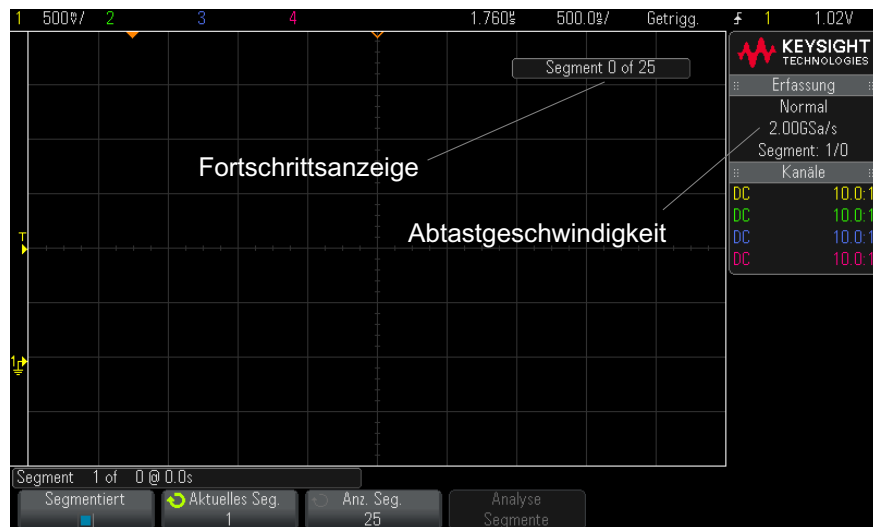 1 500%/ 2 3 4 1.760s 500.0s/ Getrigg. 1 1.02V
KEYSIGHT
TECHNOLOGIES
Segment 0 of 25
Erfassung
Normal
2.00GSa/s
Segment: 1/0
Kanäle
Fortschrittsanzeige
DC 10.0:1
DC 10.0:1
Abtastgeschwindigkeit
DC 10.0:1
DC 10.0:1
T
1
Segment 1 of 0 @ 0.0s
Segmentiert
Aktuelles Seg.
1
Anz. Seg.
25
Analyse
Segmente